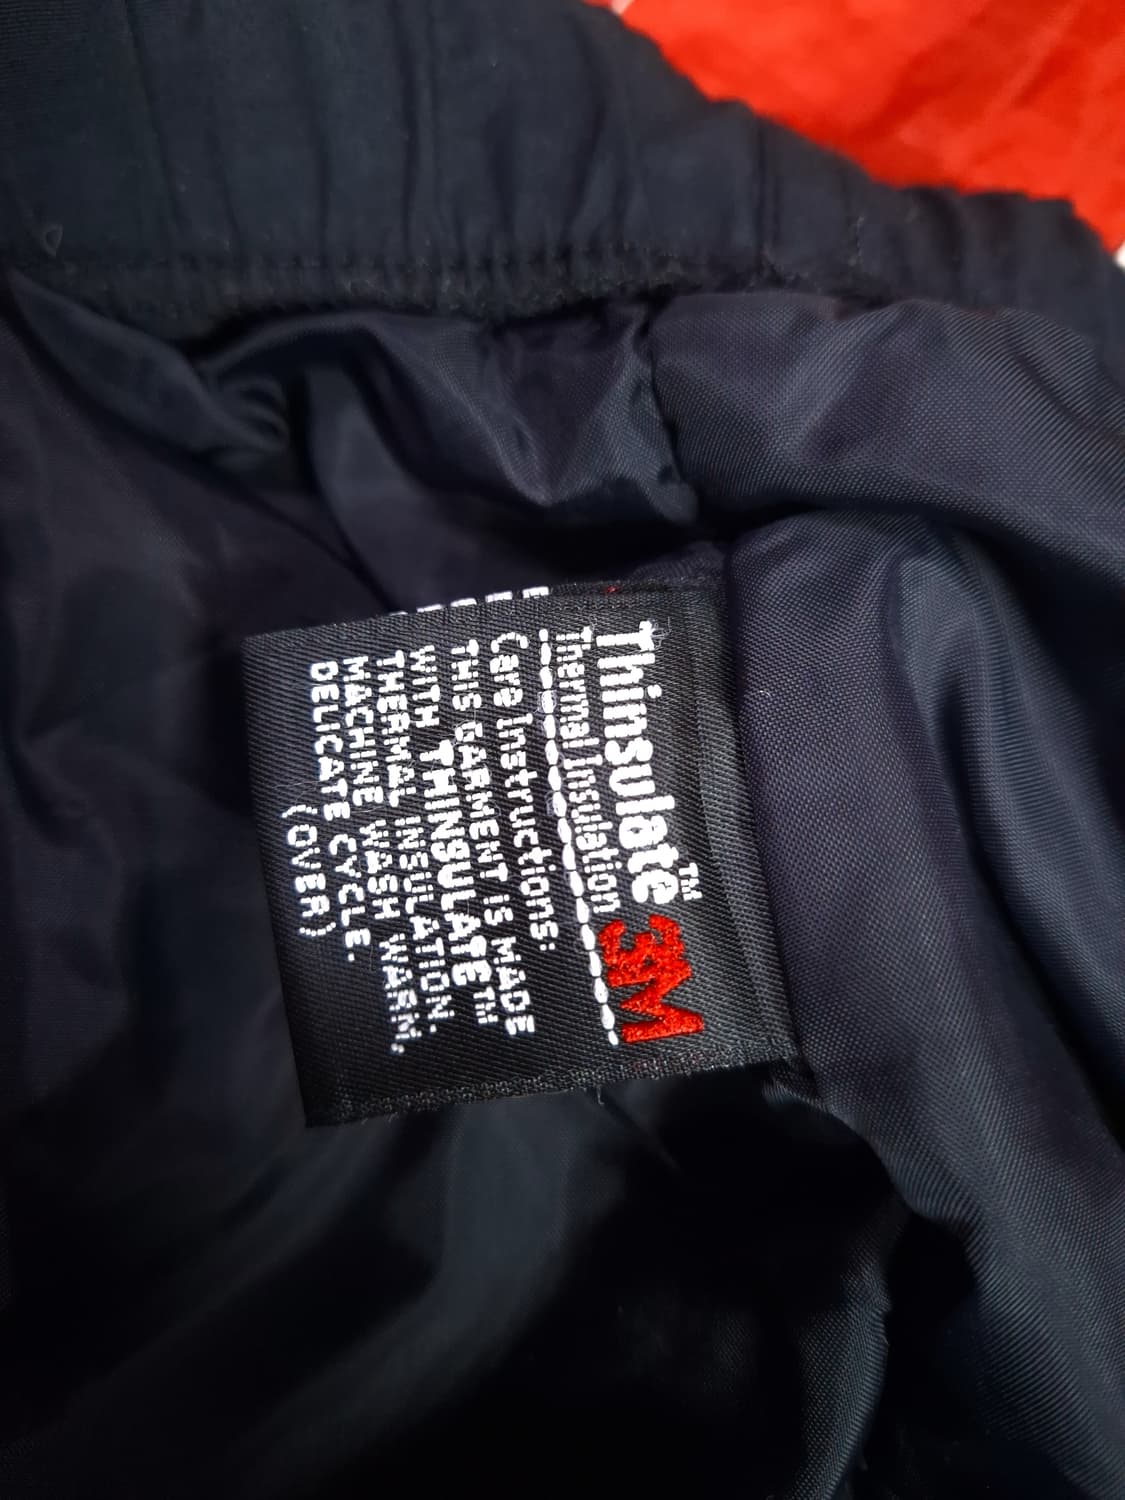 Thinsulate™ 3M
Thermal Insulation
Care Instructions:
THIS GARMENT IS MADE
WITH THINSULATE™
THERMAL INSULATION.
MACHINE WASH WARM,
DELICATE CYCLE.
(OVER)